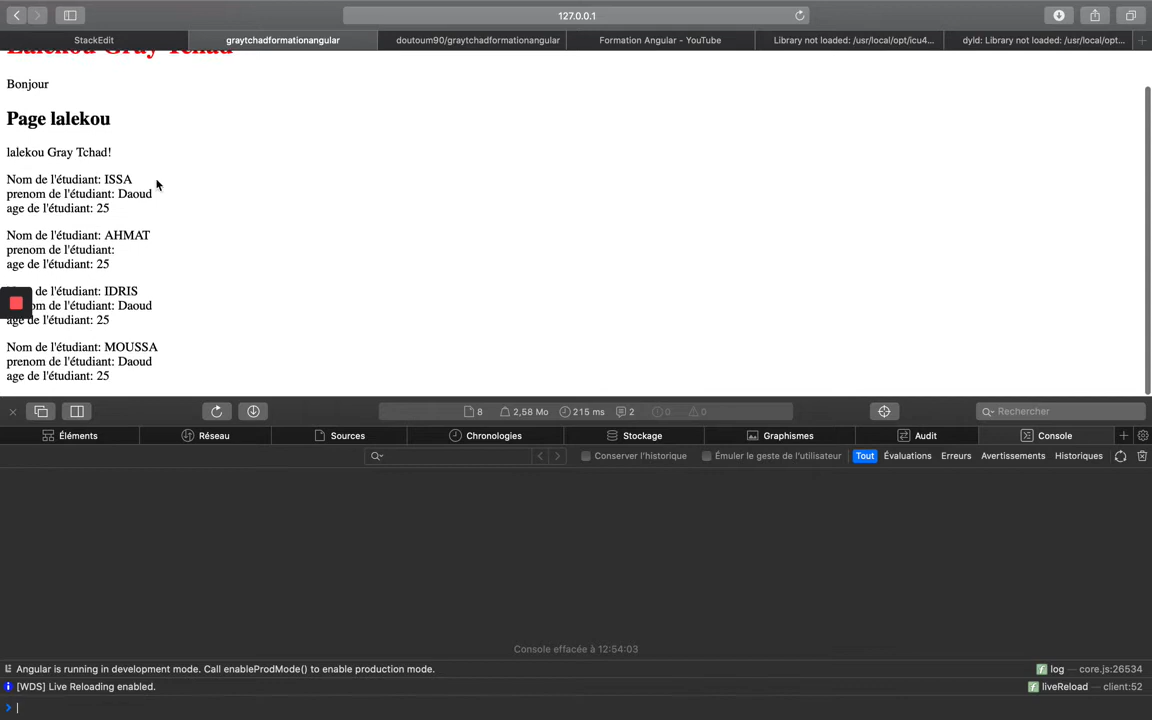 127.0.0.1
StackEdit
graytchadformationangular
doutoum90/graytchadformationangular
Formation Angular - YouTube
Library not loaded: /usr/local/opt/icu4...
dyld: Library not loaded: /usr/local/opt...
Lalekou Gray Tchad
Bonjour
Page lalekou
lalekou Gray Tchad!
Nom de l'étudiant: ISSA
prenom de l'étudiant: Daoud
age de l'étudiant: 25
Nom de l'étudiant: AHMAT
prenom de l'étudiant:
age de l'étudiant: 25
de l'étudiant: IDRIS
om de l'étudiant: Daoud
age de l'étudiant: 25
Nom de l'étudiant: MOUSSA
prenom de l'étudiant: Daoud
age de l'étudiant: 25
8 2,58 Mo 215 ms 2 0 0
Rechercher
Éléments
Réseau
Sources
Chronologies
Stockage
Graphismes
Audit
Console
Conserver l'historique
Émuler le geste de l'utilisateur
Tout
Évaluations
Erreurs
Avertissements
Historiques
Console effacée à 12:54:03
Angular is running in development mode. Call enableProdMode() to enable production mode.
log — core.js:26534
[WDS] Live Reloading enabled.
liveReload — client:52